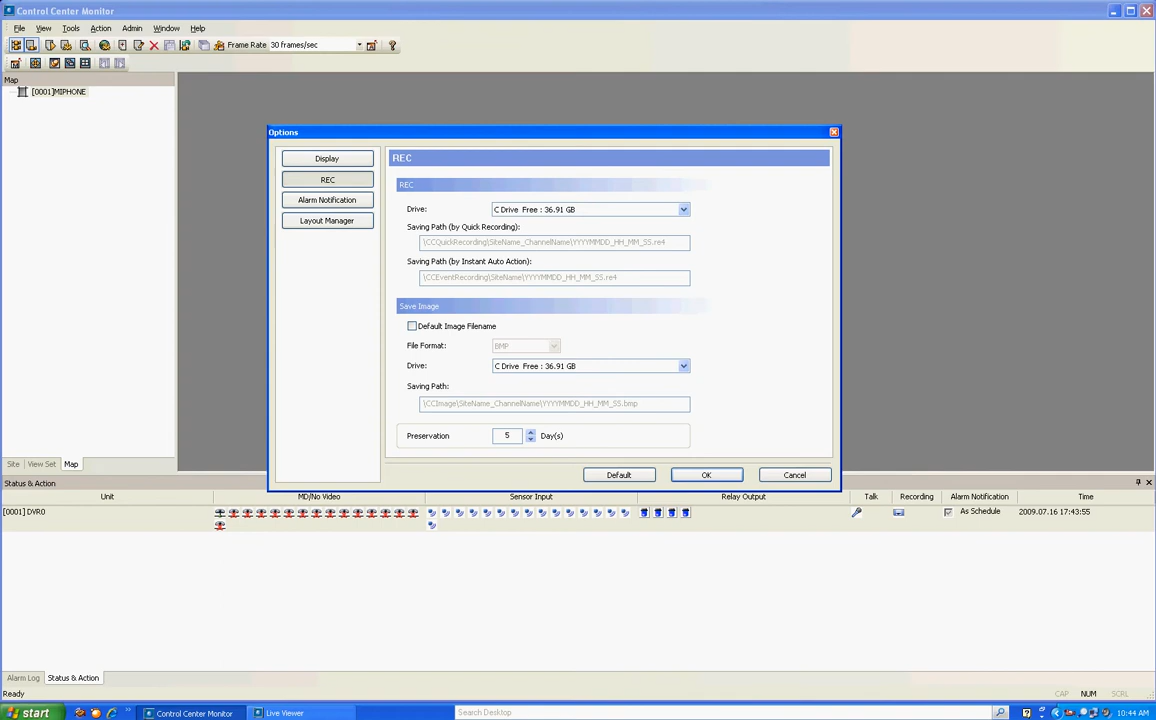 Control Center Monitor
File View Tools Action Admin Window Help
Frame Rate 30 frames/sec
Map
[0001]MIPHONE
Options
Display
REC
Alarm Notification
Layout Manager
REC
REC
Drive: C Drive Free : 36.91 GB
Saving Path (by Quick Recording):
\CCQuickRecording\SiteName_ChannelName\YYYYMMDD_HH_MM_SS.re4
Saving Path (by Instant Auto Action):
\CCEventRecording\SiteName\YYYYMMDD_HH_MM_SS.re4
Save Image
Default Image Filename
File Format: BMP
Drive: C Drive Free : 36.91 GB
Saving Path:
\CCImage\SiteName_ChannelName\YYYYMMDD_HH_MM_SS.bmp
Preservation 5 Day(s)
Default OK Cancel
Site View Set Map
Status & Action
Unit MD/No Video Sensor Input Relay Output Talk Recording Alarm Notification Time
[0001] DVR0 As Schedule 2009.07.16 17:43:55
Alarm Log Status & Action
Ready CAP NUM SCRL
start Control Center Monitor Live Viewer Search Desktop 10:44 AM